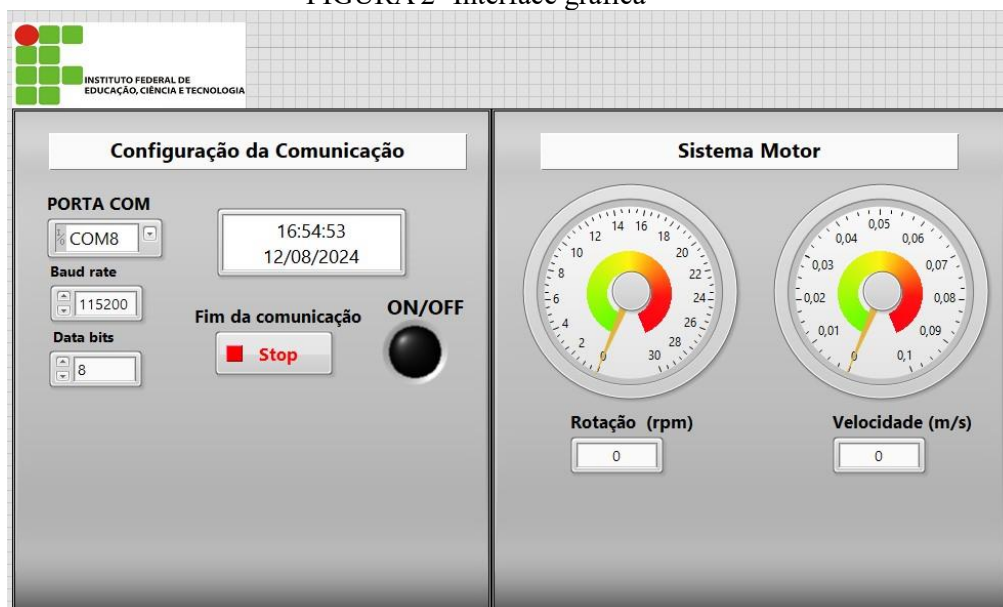 FIGURA 2- Interface gráfica
INSTITUTO FEDERAL DE
EDUCAÇÃO, CIÊNCIA E TECNOLOGIA
Configuração da Comunicação
PORTA COM
COM8
Baud rate
115200
Data bits
8
16:54:53
12/08/2024
Fim da comunicação
Stop
ON/OFF
Sistema Motor
0 2 4 6 8 10 12 14 16 18 20 22 24 26 28 30
Rotação (rpm)
0
0 0,01 0,02 0,03 0,04 0,05 0,06 0,07 0,08 0,09 0,1
Velocidade (m/s)
0